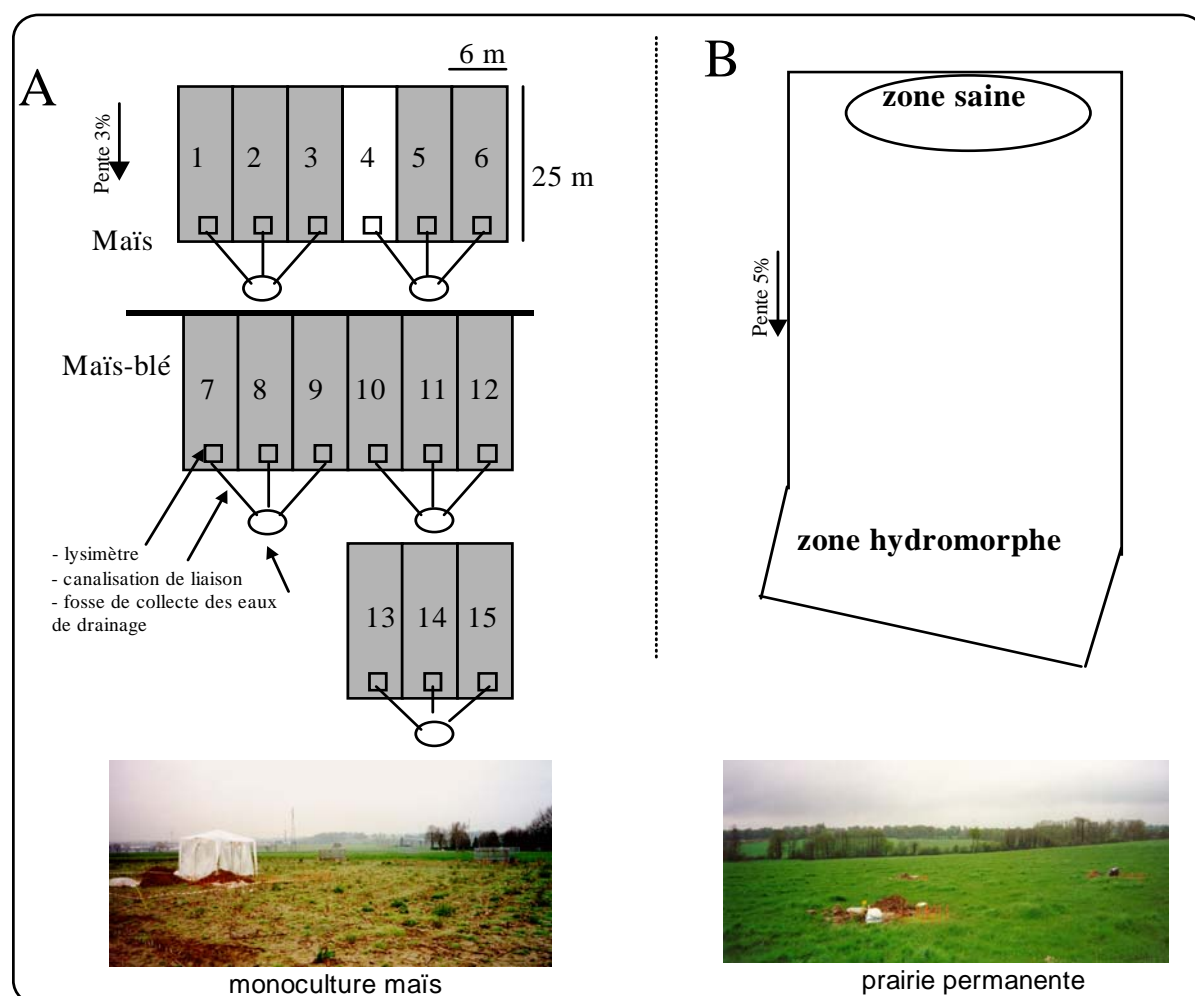 A
6 m
Pente 3%
1 2 3 4 5 6
25 m
Maïs
Maïs-blé
7 8 9 10 11 12
- lysimètre
- canalisation de liaison
- fosse de collecte des eaux
de drainage
13 14 15
monoculture maïs
B
zone saine
Pente 5%
zone hydromorphe
prairie permanente